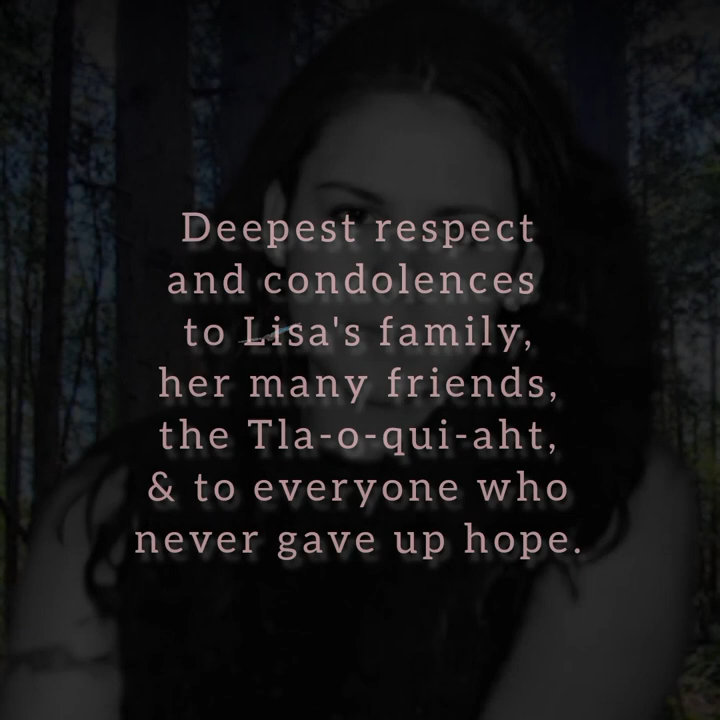 Deepest respect
and condolences
to Lisa's family,
her many friends,
the Tla-o-qui-aht,
& to everyone who
never gave up hope.